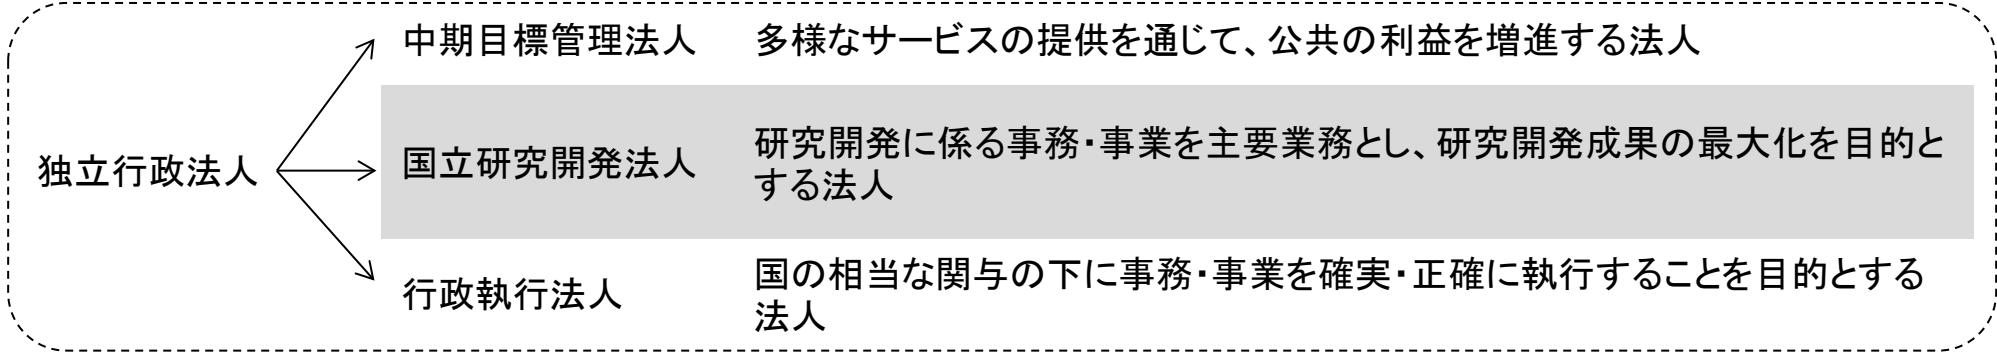 中期目標管理法人 多様なサービスの提供を通じて、公共の利益を増進する法人
独立行政法人
国立研究開発法人 研究開発に係る事務・事業を主要業務とし、研究開発成果の最大化を目的と
する法人
行政執行法人 国の相当な関与の下に事務・事業を確実・正確に執行することを目的とする
法人